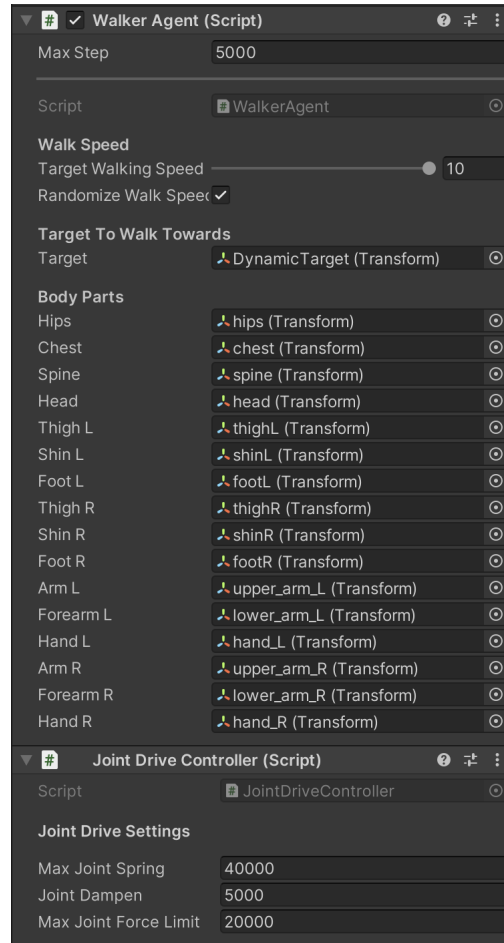 Walker Agent (Script)
Max Step 5000
Script WalkerAgent
Walk Speed
Target Walking Speed 10
Randomize Walk Speed
Target To Walk Towards
Target DynamicTarget (Transform)
Body Parts
Hips hips (Transform)
Chest chest (Transform)
Spine spine (Transform)
Head head (Transform)
Thigh L thighL (Transform)
Shin L shinL (Transform)
Foot L footL (Transform)
Thigh R thighR (Transform)
Shin R shinR (Transform)
Foot R footR (Transform)
Arm L upper_arm_L (Transform)
Forearm L lower_arm_L (Transform)
Hand L hand_L (Transform)
Arm R upper_arm_R (Transform)
Forearm R lower_arm_R (Transform)
Hand R hand_R (Transform)
Joint Drive Controller (Script)
Script JointDriveController
Joint Drive Settings
Max Joint Spring 40000
Joint Dampen 5000
Max Joint Force Limit 20000